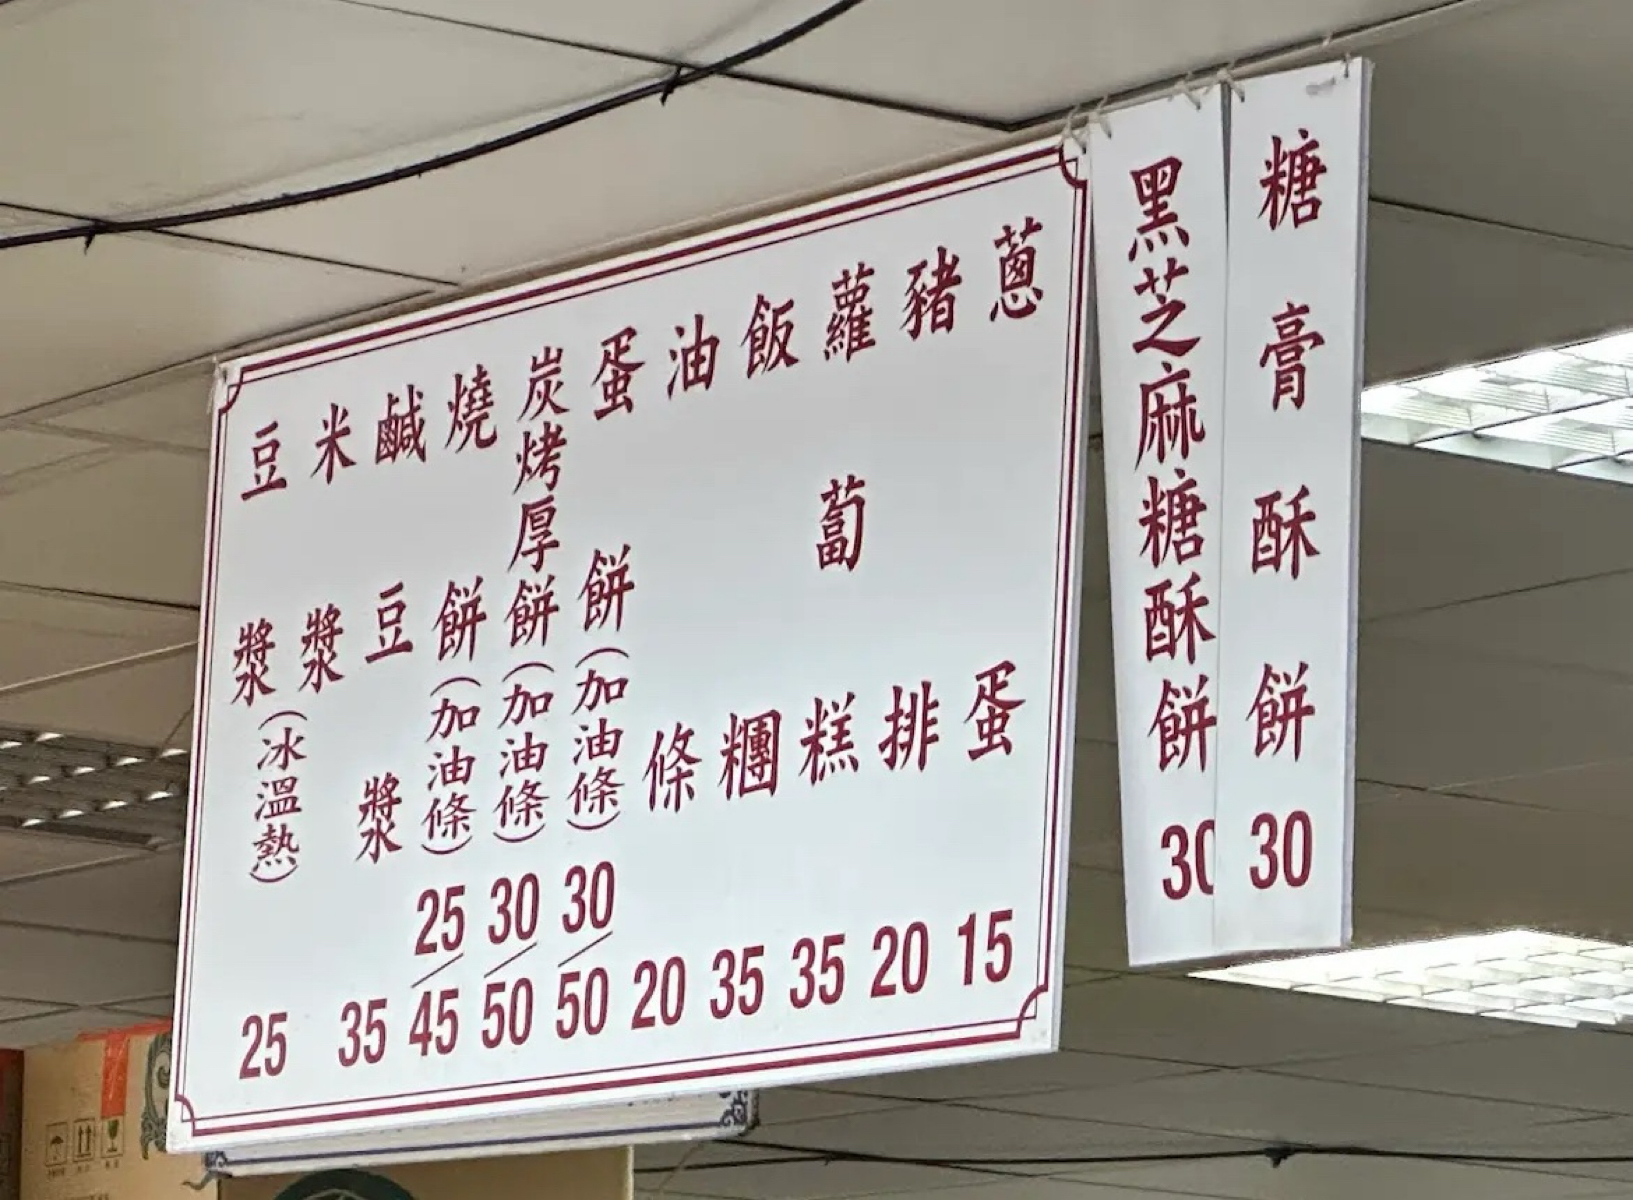 糖膏酥餅 30
黑芝麻糖酥餅 30
蔥蛋 15
豬排 20
蘿蔔糕 35
飯糰 35
油條 20
蛋餅(加油條) 30/50
炭烤厚餅(加油條) 30/50
燒餅(加油條) 25/45
鹹豆漿 35
米漿
豆漿(冰溫熱) 25